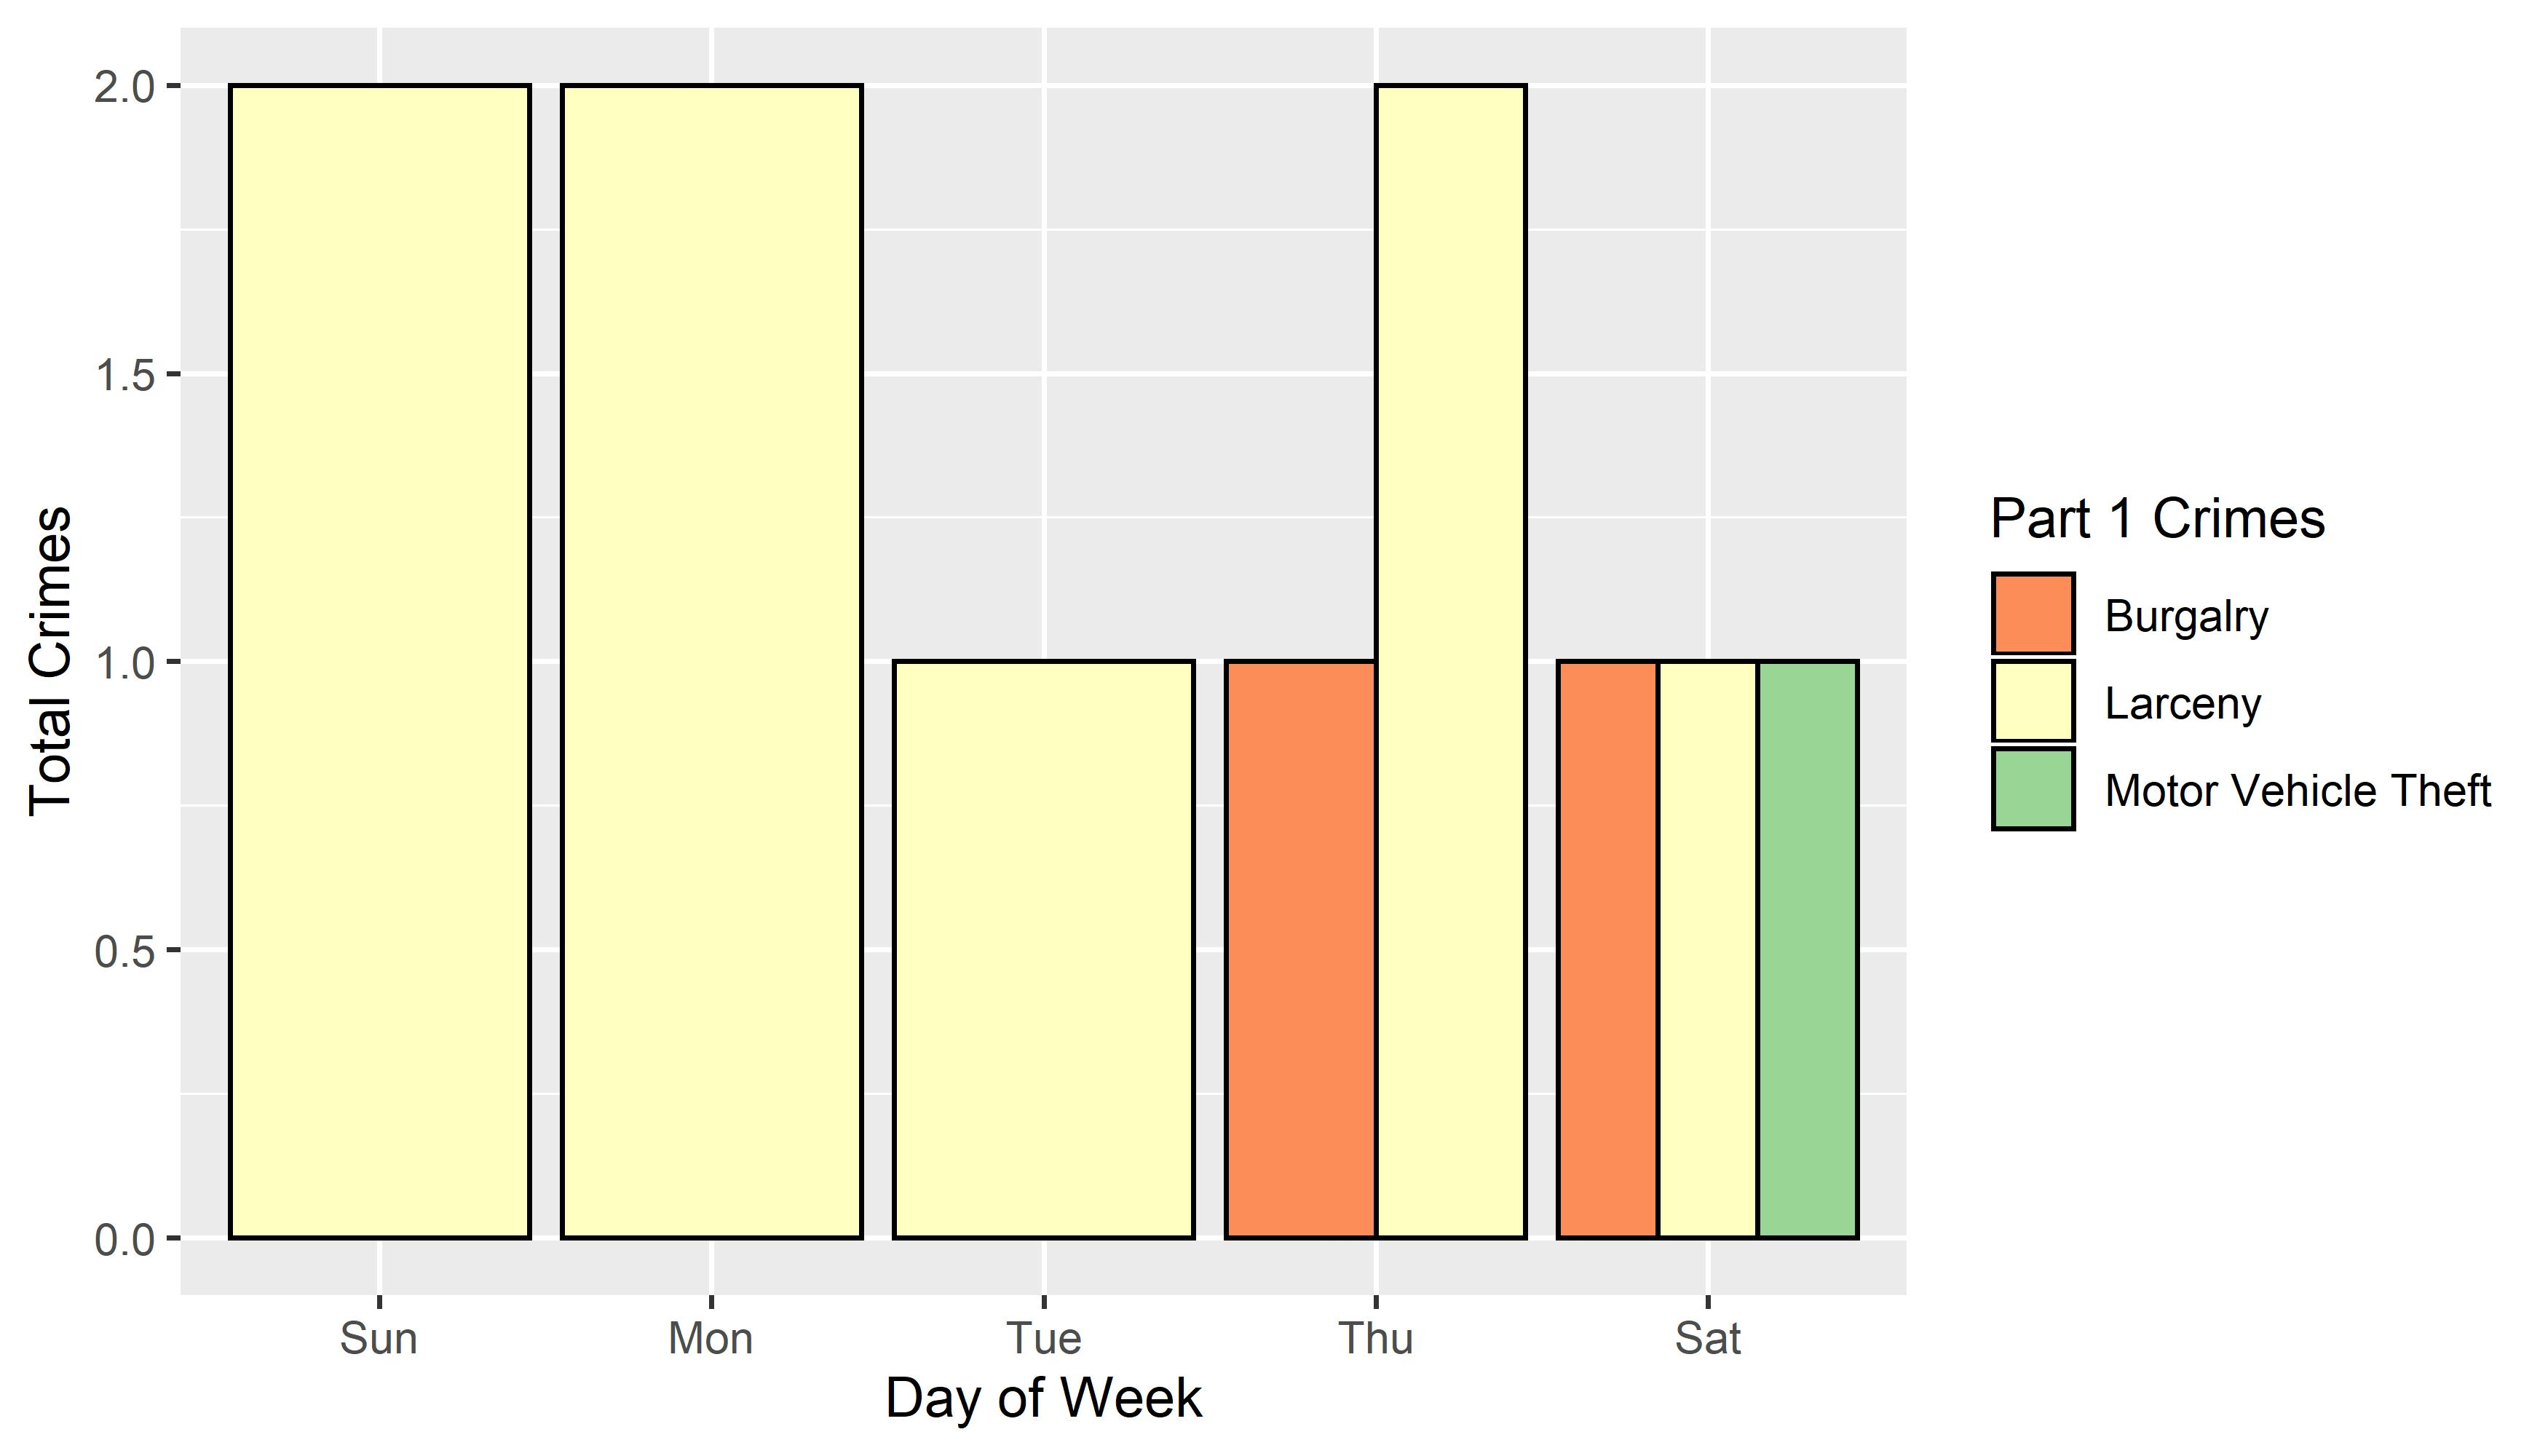 2.0
1.5
1.0
0.5
0.0
Total Crimes
Sun Mon Tue Thu Sat
Day of Week
Part 1 Crimes
Burgalry
Larceny
Motor Vehicle Theft